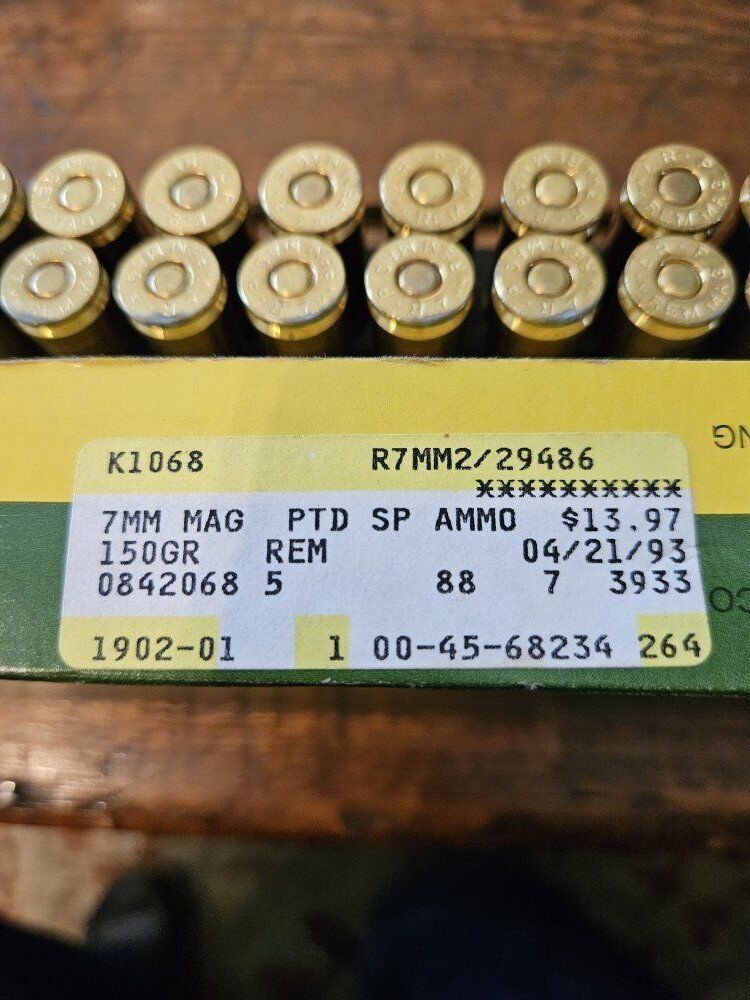 K1068 R7MM2/29486
xxxxxxxxxx
7MM MAG PTD SP AMMO $13.97
150GR REM 04/21/93
0842068 5 88 7 3933
1902-01 1 00-45-68234 264